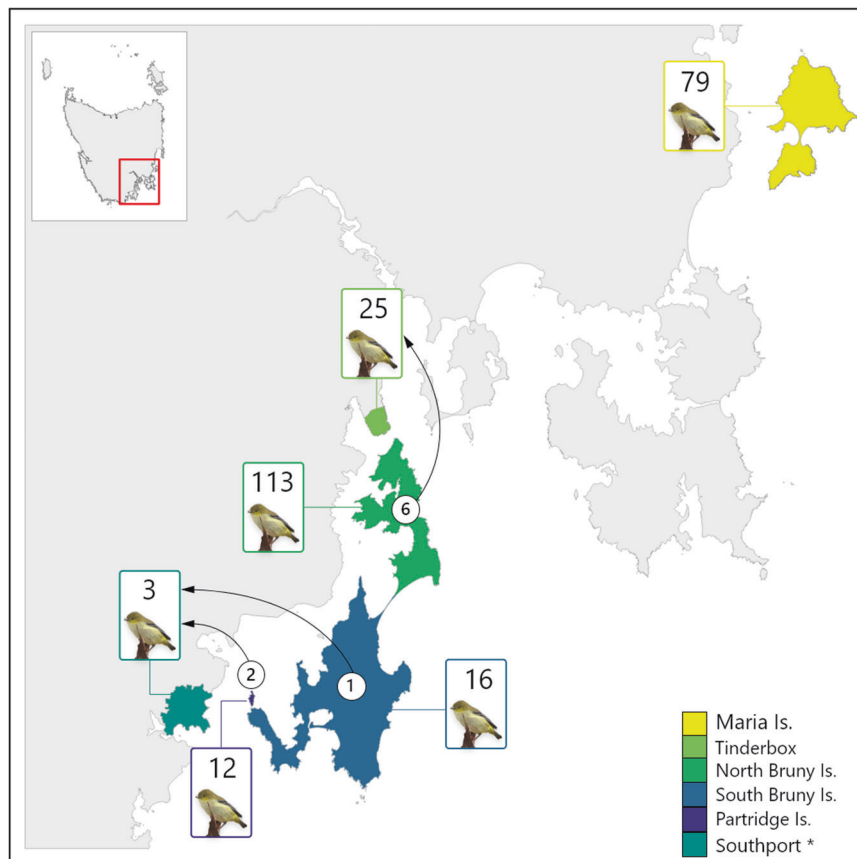 79
25
113
6
3
2
1
16
12
Maria Is.
Tinderbox
North Bruny Is.
South Bruny Is.
Partridge Is.
Southport *